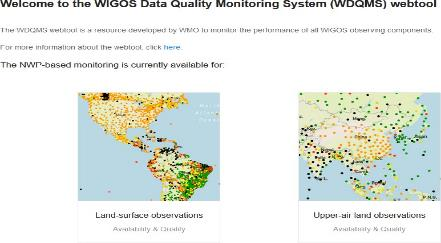 Welcome to the WIGOS Data Quality Monitoring System (WDQMS) webtool
The WDQMS webtool is a resource developed by WMO to monitor the performance of all WIGOS observing components.
For more information about the webtool, click here.
The NWP-based monitoring is currently available for:
Land-surface observations
Availability & Quality
Upper-air land observations
Availability & Quality